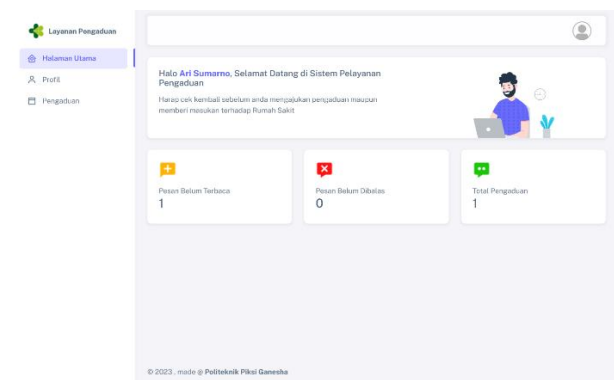 Layanan Pengaduan
Halaman Utama
Profil
Pengaduan
Halo Ari Sumarno, Selamat Datang di Sistem Pelayanan
Pengaduan
Harap cek kembali sebelum anda mengajukan pengaduan maupun
memberi masukan terhadap Rumah Sakit
Pesan Belum Terbaca
1
Pesan Belum Dibalas
0
Total Pengaduan
1
© 2023 . made @ Politeknik Piksi Ganesha